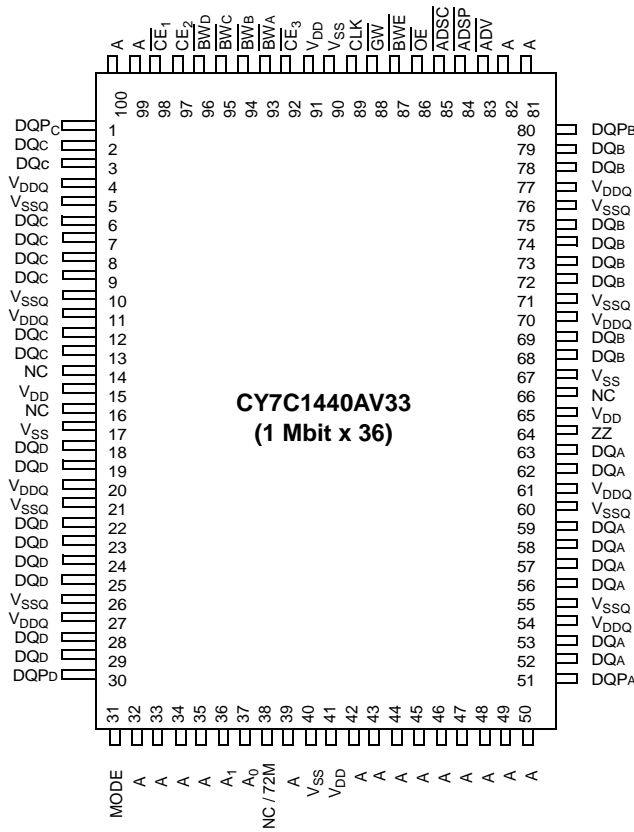 A
A
CE1
CE2
BWD
BWC
BWB
BWA
CE3
VDD
VSS
CLK
GW
BWE
OE
ADSC
ADSP
ADV
A
A
100
99
98
97
96
95
94
93
92
91
90
89
88
87
86
85
84
83
82
81
DQPC 1
DQC 2
DQc 3
VDDQ 4
VSSQ 5
DQC 6
DQC 7
DQC 8
DQC 9
VSSQ 10
VDDQ 11
DQC 12
DQC 13
NC 14
VDD 15
NC 16
VSS 17
DQD 18
DQD 19
VDDQ 20
VSSQ 21
DQD 22
DQD 23
DQD 24
DQD 25
VSSQ 26
VDDQ 27
DQD 28
DQD 29
DQPD 30
CY7C1440AV33
(1 Mbit x 36)
80 DQPB
79 DQB
78 DQB
77 VDDQ
76 VSSQ
75 DQB
74 DQB
73 DQB
72 DQB
71 VSSQ
70 VDDQ
69 DQB
68 DQB
67 VSS
66 NC
65 VDD
64 ZZ
63 DQA
62 DQA
61 VDDQ
60 VSSQ
59 DQA
58 DQA
57 DQA
56 DQA
55 VSSQ
54 VDDQ
53 DQA
52 DQA
51 DQPA
31
32
33
34
35
36
37
38
39
40
41
42
43
44
45
46
47
48
49
50
MODE
A
A
A
A
A1
A0
NC / 72M
A
VSS
VDD
A
A
A
A
A
A
A
A
A